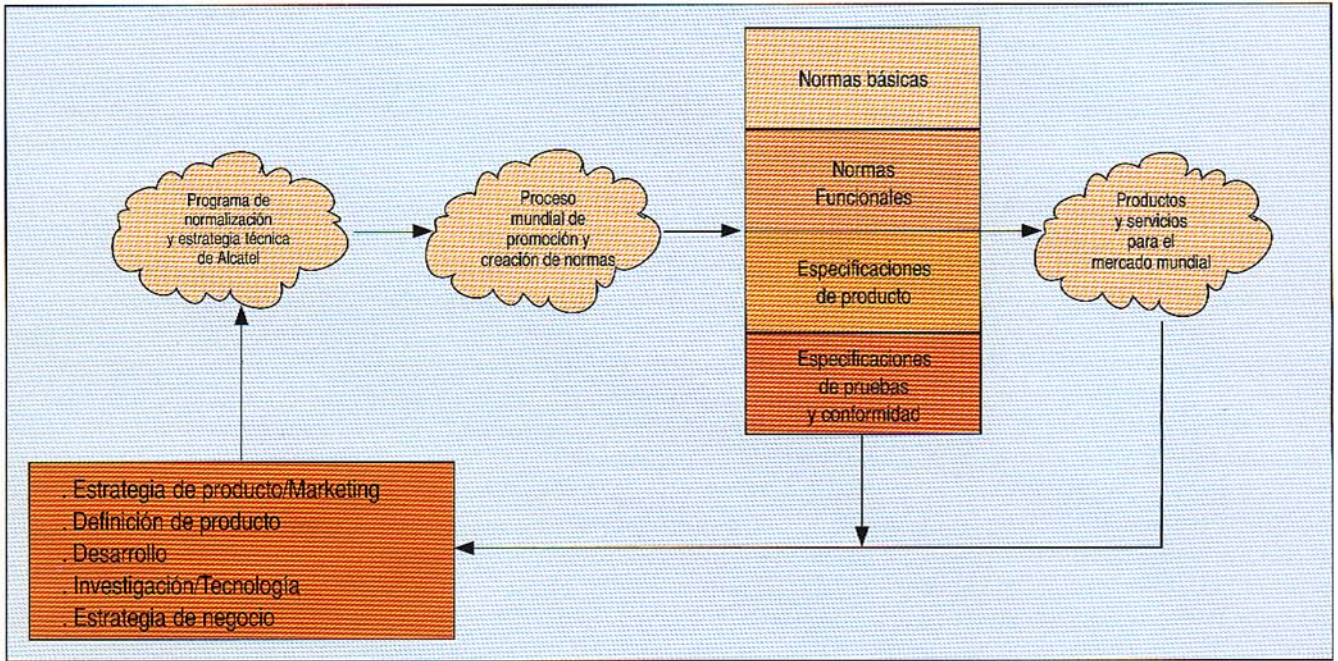 Normas básicas
Normas
Funcionales
Especificaciones
de producto
Especificaciones
de pruebas
y conformidad
Programa de
normalización
y estrategia técnica
de Alcatel
Proceso
mundial de
promoción y
creación de normas
Productos
y servicios
para el
mercado mundial
. Estrategia de producto/Marketing
. Definición de producto
. Desarrollo
. Investigación/Tecnología
. Estrategia de negocio